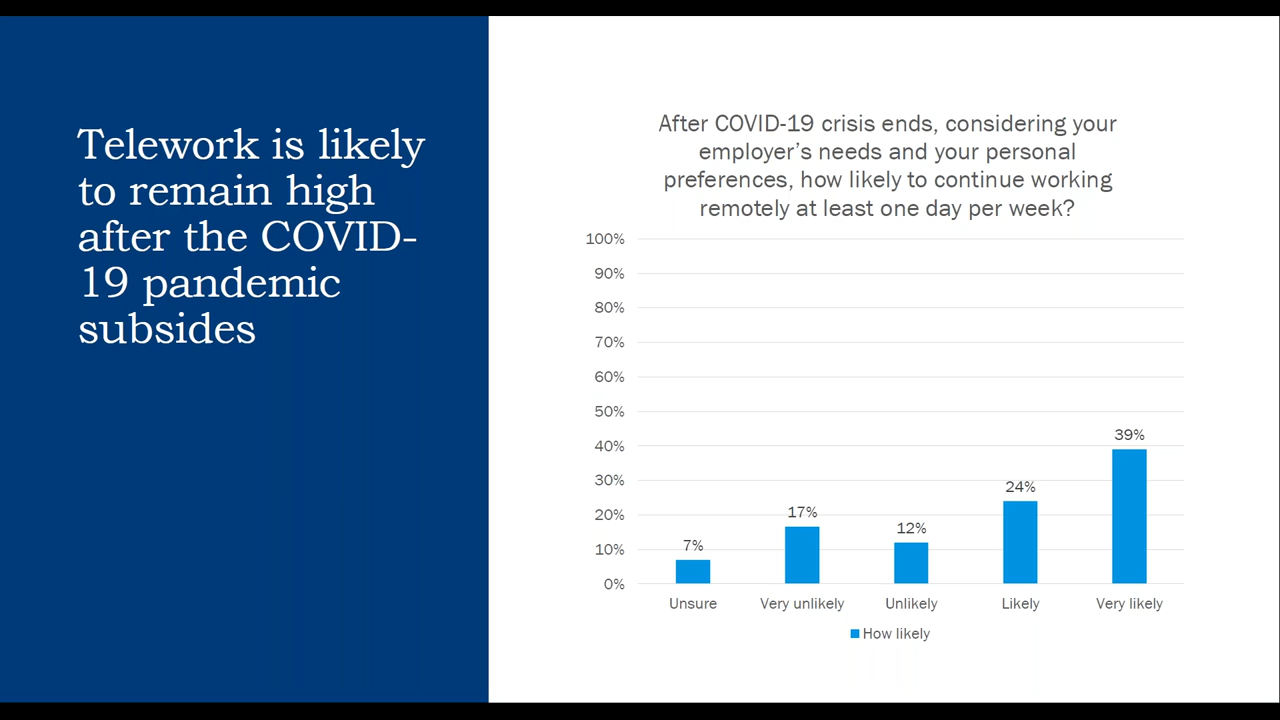 Telework is likely
to remain high
after the COVID-
19 pandemic
subsides
After COVID-19 crisis ends, considering your
employer’s needs and your personal
preferences, how likely to continue working
remotely at least one day per week?
100%
90%
80%
70%
60%
50%
40%
30%
20%
10%
0%
7%
17%
12%
24%
39%
Unsure
Very unlikely
Unlikely
Likely
Very likely
How likely